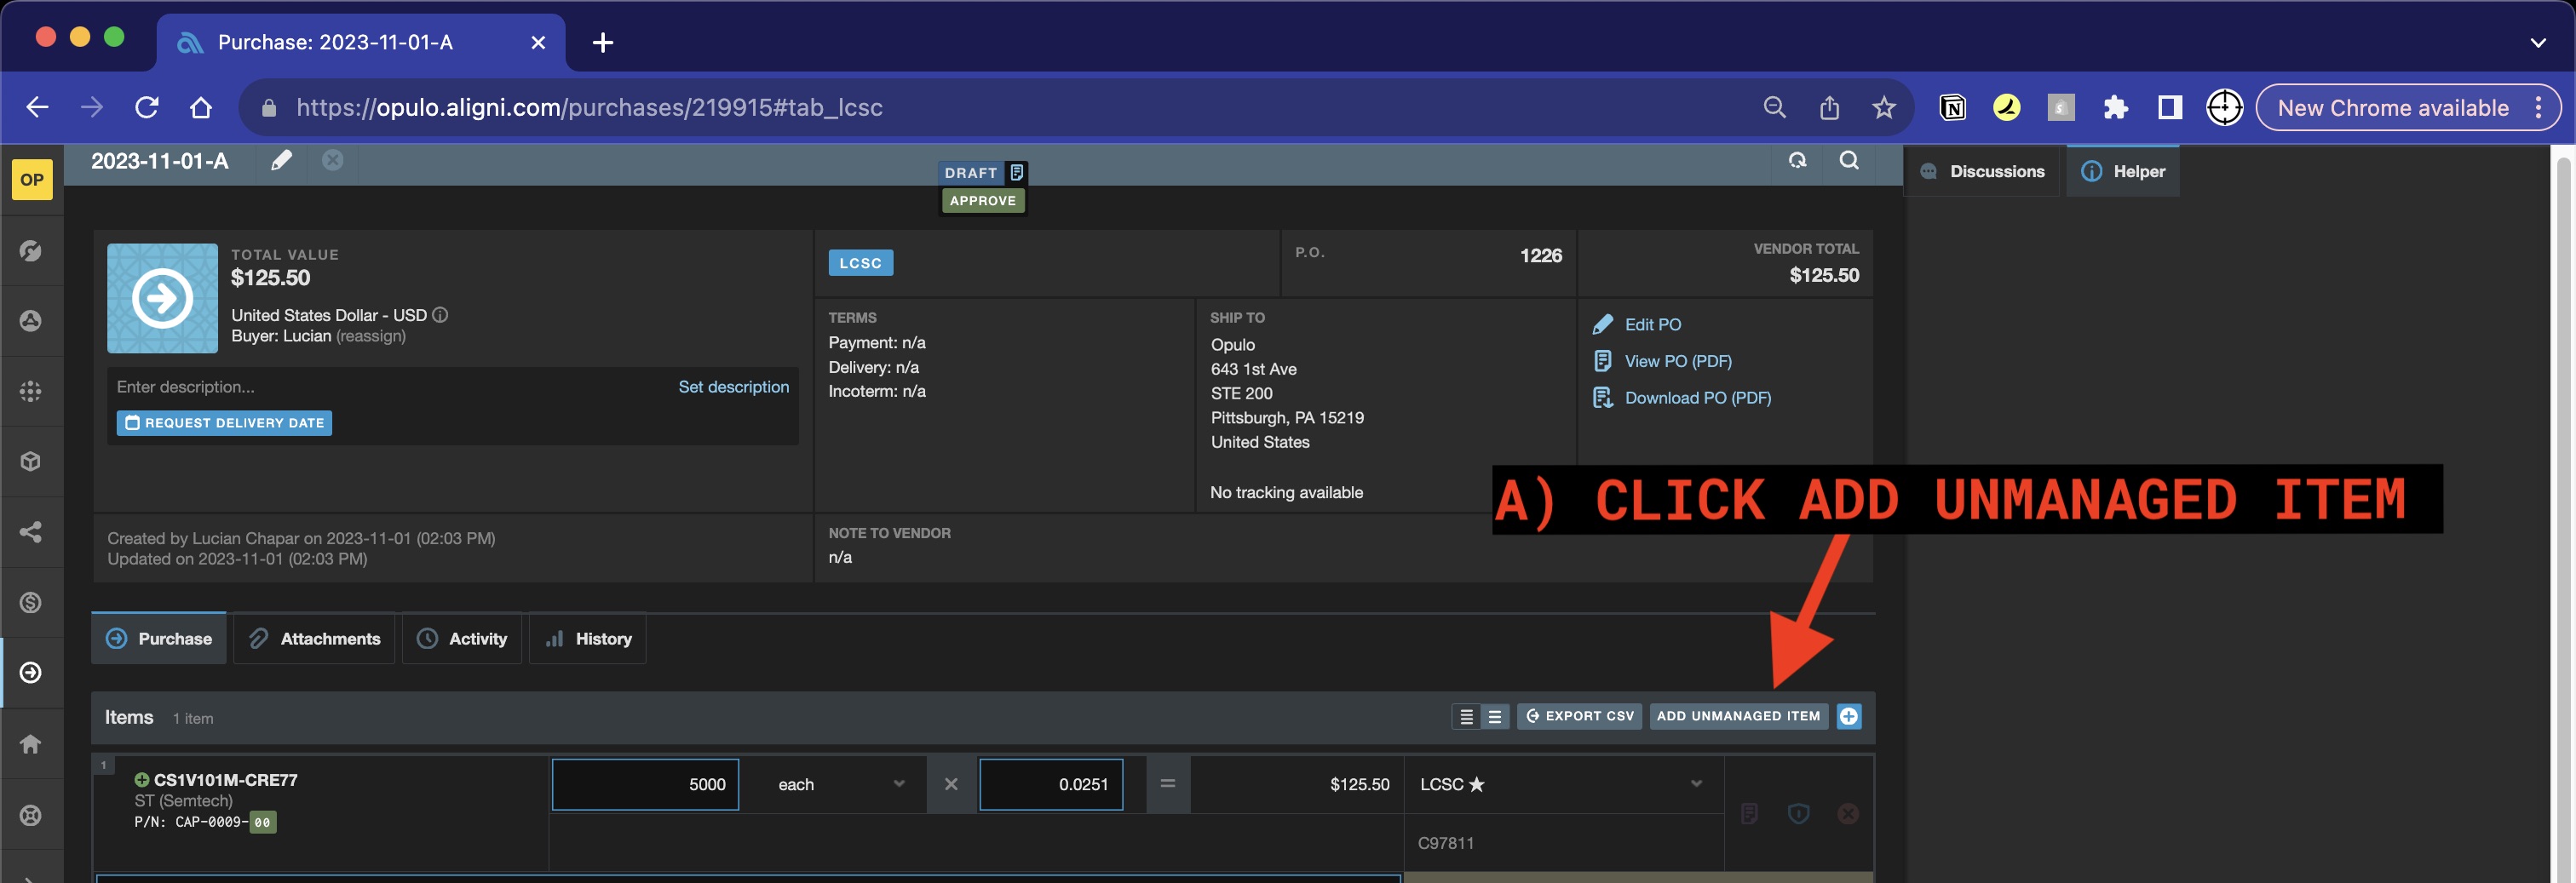 Purchase: 2023-11-01-A
https://opulo.aligni.com/purchases/219915#tab_lcsc
New Chrome available
OP
2023-11-01-A
DRAFT
APPROVE
Discussions
Helper
TOTAL VALUE
$125.50
United States Dollar - USD
Buyer: Lucian (reassign)
Enter description...
Set description
REQUEST DELIVERY DATE
LCSC
P.O.
1226
VENDOR TOTAL
$125.50
TERMS
Payment: n/a
Delivery: n/a
Incoterm: n/a
SHIP TO
Opulo
643 1st Ave
STE 200
Pittsburgh, PA 15219
United States
No tracking available
Edit PO
View PO (PDF)
Download PO (PDF)
A) CLICK ADD UNMANAGED ITEM
Created by Lucian Chapar on 2023-11-01 (02:03 PM)
Updated on 2023-11-01 (02:03 PM)
NOTE TO VENDOR
n/a
Purchase
Attachments
Activity
History
Items 1 item
EXPORT CSV
ADD UNMANAGED ITEM
1
CS1V101M-CRE77
ST (Semtech)
P/N: CAP-0009-00
5000
each
×
0.0251
=
$125.50
LCSC ★
C97811